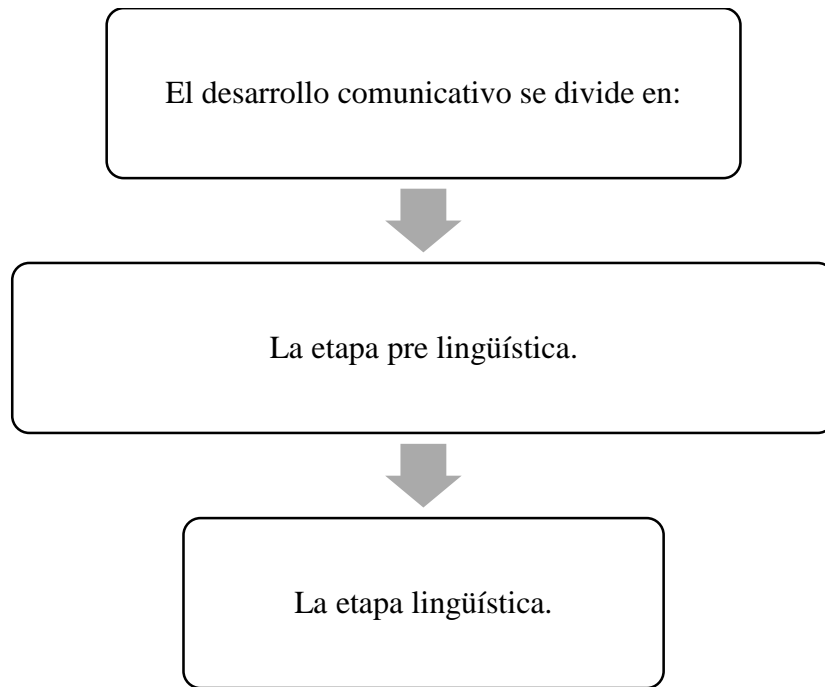 El desarrollo comunicativo se divide en:
La etapa pre lingüística.
La etapa lingüística.